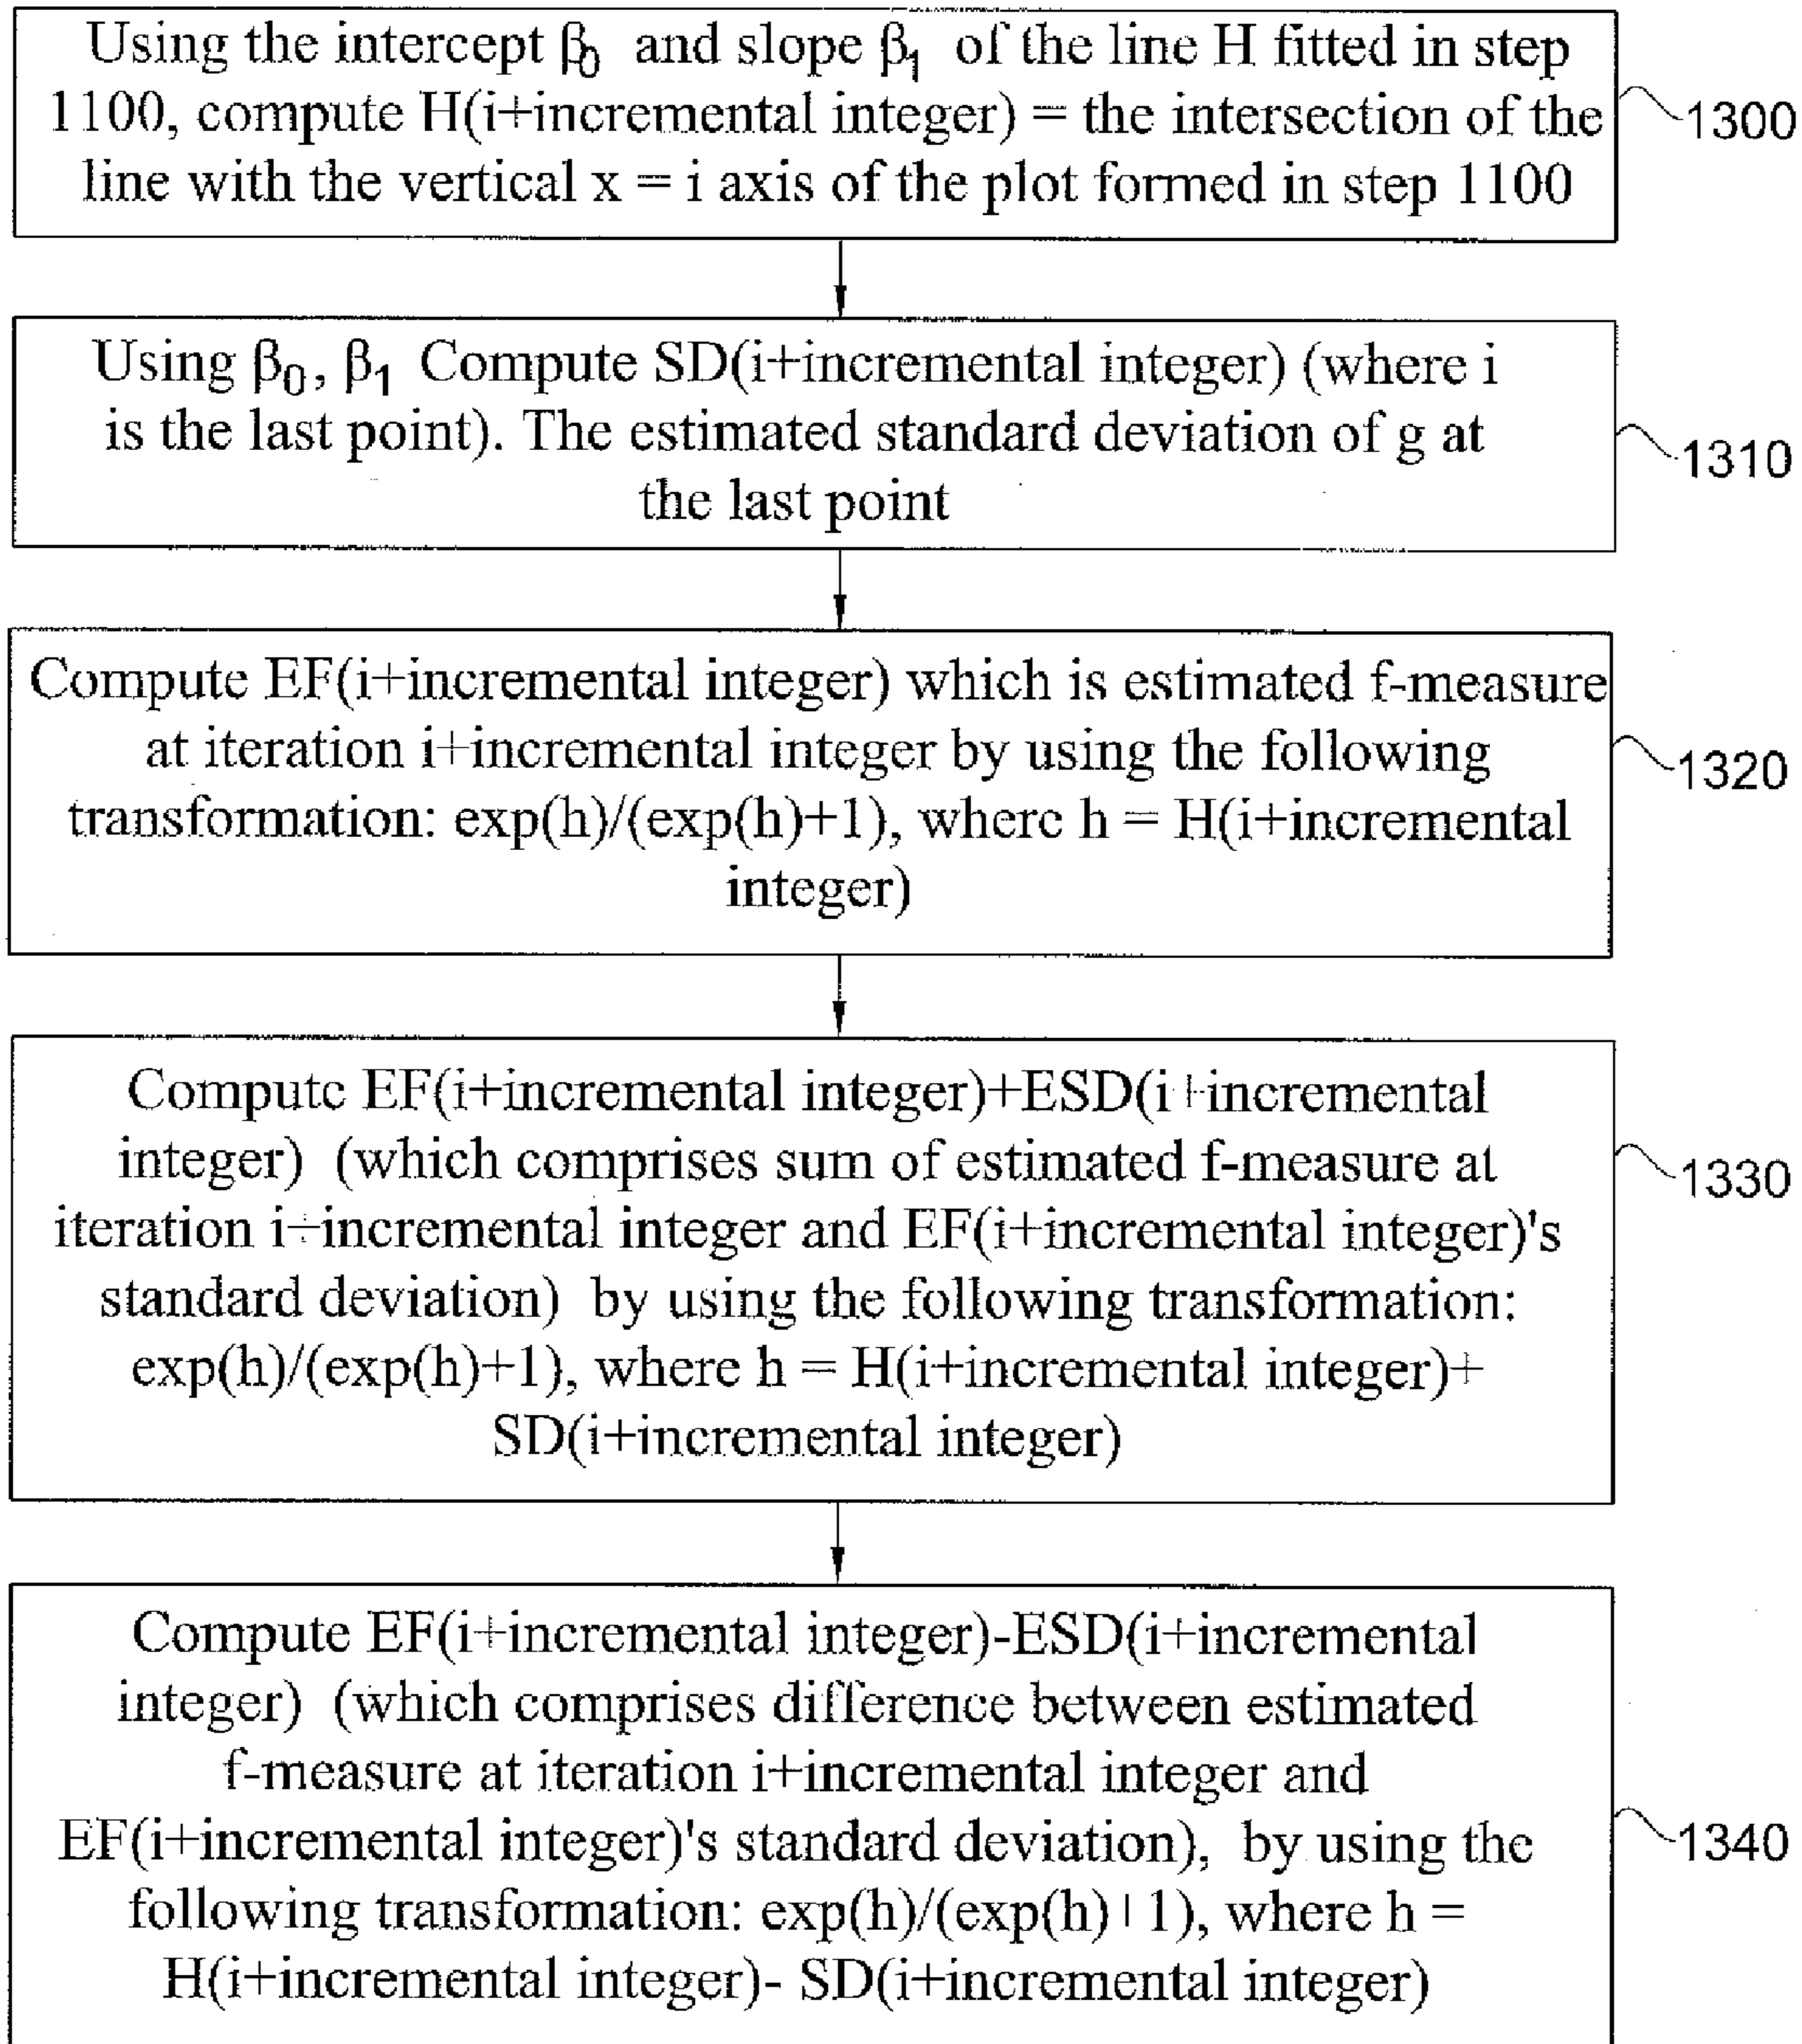 Using the intercept β0 and slope β1 of the line H fitted in step
1100, compute H(i+incremental integer) = the intersection of the
line with the vertical x = i axis of the plot formed in step 1100
1300
Using β0, β1 Compute SD(i+incremental integer) (where i
is the last point). The estimated standard deviation of g at
the last point
1310
Compute EF(i+incremental integer) which is estimated f-measure
at iteration i+incremental integer by using the following
transformation: exp(h)/(exp(h)+1), where h = H(i+incremental
integer)
1320
Compute EF(i+incremental integer)+ESD(i+incremental
integer) (which comprises sum of estimated f-measure at
iteration i+incremental integer and EF(i+incremental integer)'s
standard deviation) by using the following transformation:
exp(h)/(exp(h)+1), where h = H(i+incremental integer)+
SD(i+incremental integer)
1330
Compute EF(i+incremental integer)-ESD(i+incremental
integer) (which comprises difference between estimated
f-measure at iteration i+incremental integer and
EF(i+incremental integer)'s standard deviation), by using the
following transformation: exp(h)/(exp(h)+1), where h =
H(i+incremental integer)- SD(i+incremental integer)
1340